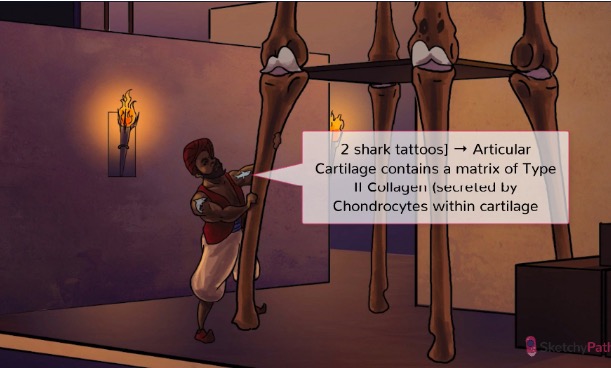 2 shark tattoos] → Articular
Cartilage contains a matrix of Type
II Collagen (secreted by
Chondrocytes within cartilage
SketchyPath